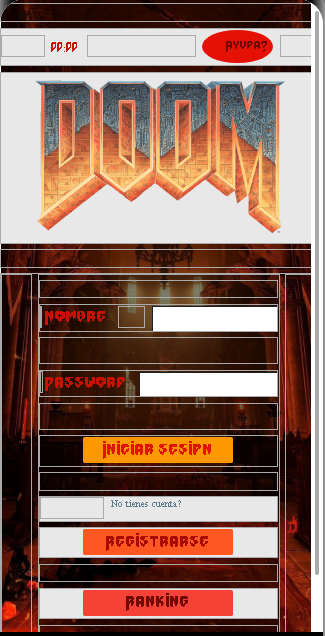 00:00
AYUDA?
DOOM
NOMBRE
PASSWORD
INICIAR SESION
No tienes cuenta?
REGISTRARSE
RANKING